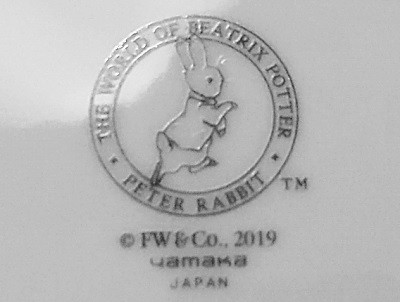 THE WORLD OF BEATRIX POTTER
* PETER RABBIT *
TM
© FW & Co., 2019
yamaka
JAPAN